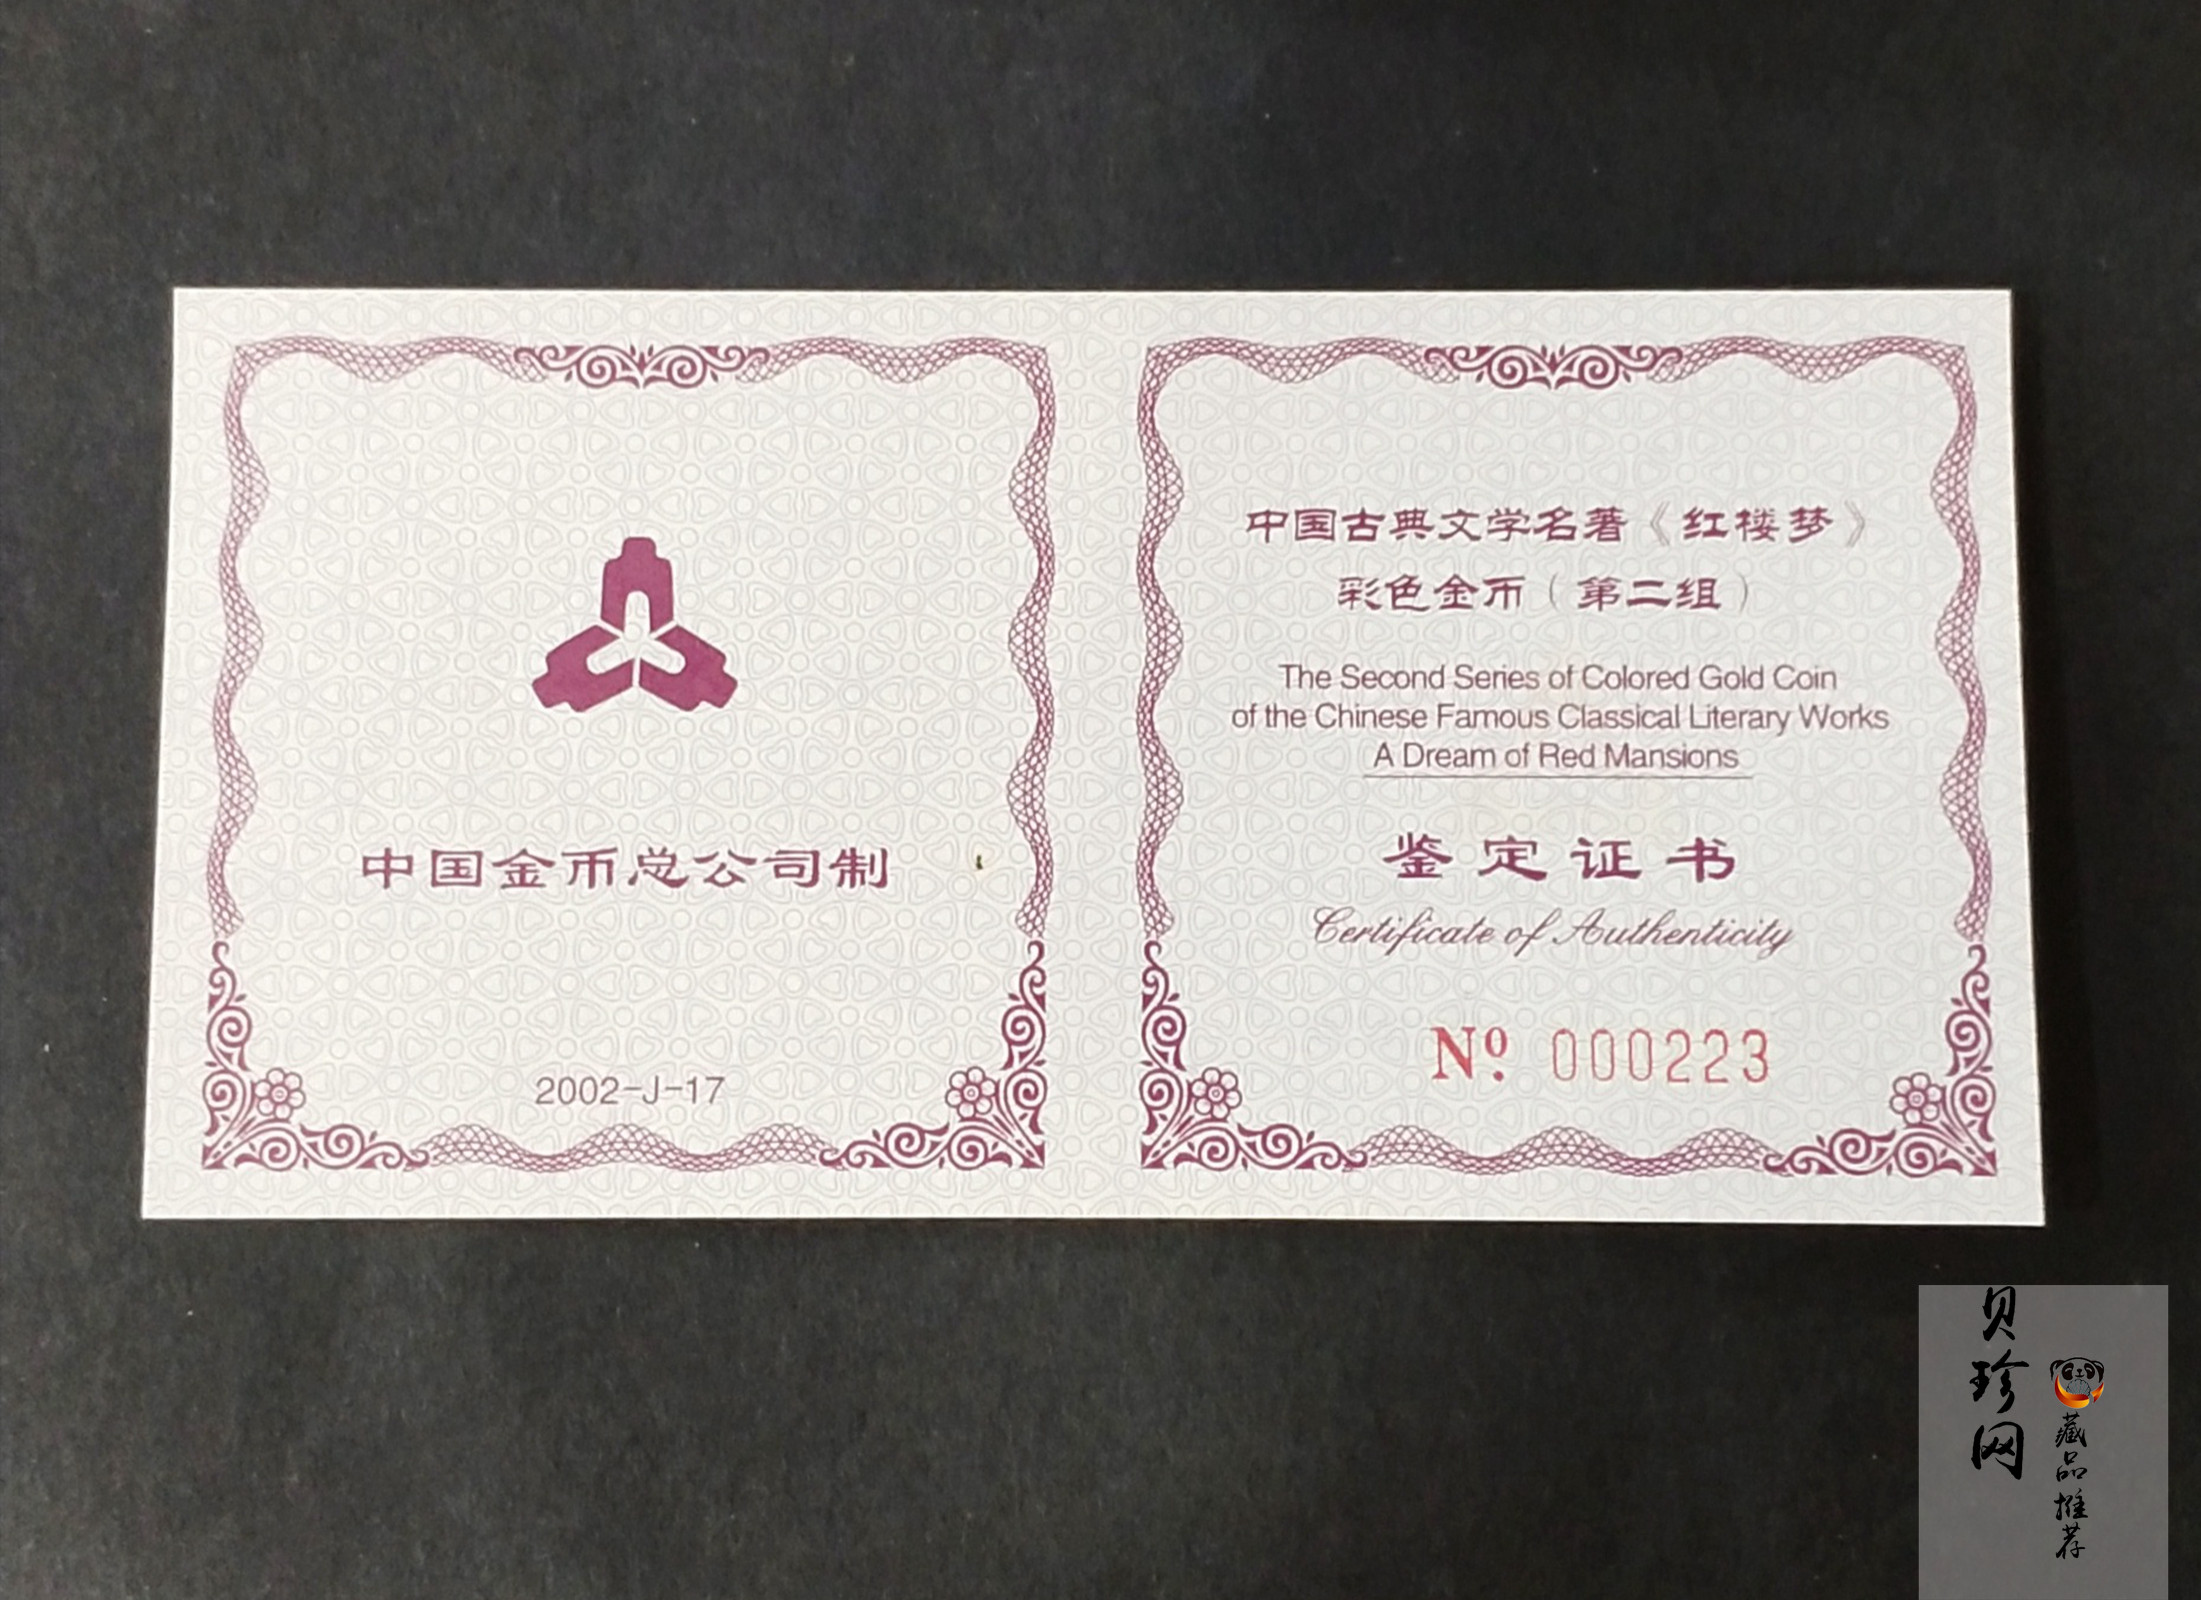 中国金币总公司制
2002-J-17
中国古典文学名著《红楼梦》
彩色金币（第二组）
The Second Series of Colored Gold Coin
of the Chinese Famous Classical Literary Works
A Dream of Red Mansions
鉴定证书
Certificate of Authenticity
Nº. 000223
贝珍网
藏品推荐